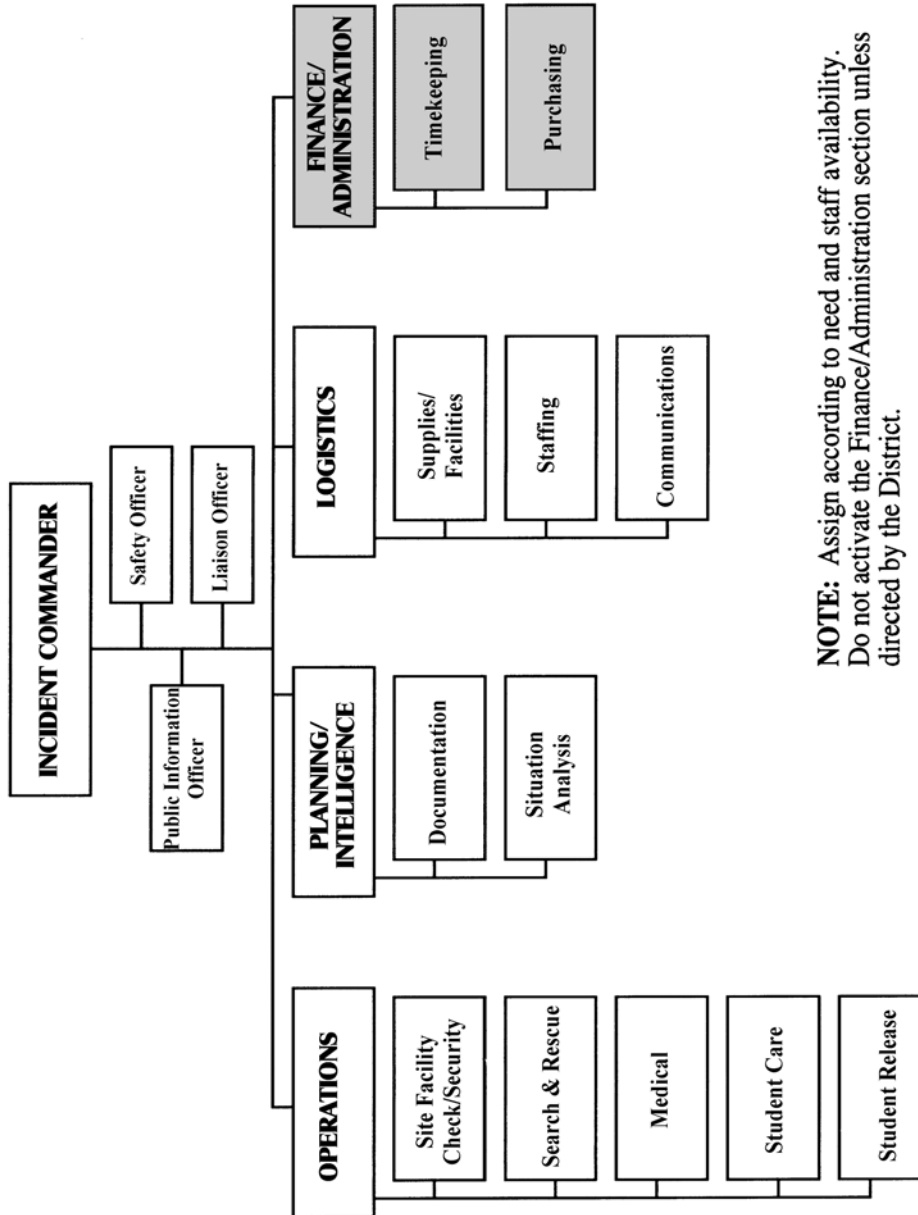 INCIDENT COMMANDER
Safety Officer
Public Information
Officer
Liaison Officer
OPERATIONS
Site Facility
Check/Security
Search & Rescue
Medical
Student Care
Student Release
PLANNING/
INTELLIGENCE
Documentation
Situation
Analysis
LOGISTICS
Supplies/
Facilities
Staffing
Communications
FINANCE/
ADMINISTRATION
Timekeeping
Purchasing
NOTE: Assign according to need and staff availability.
Do not activate the Finance/Administration section unless
directed by the District.